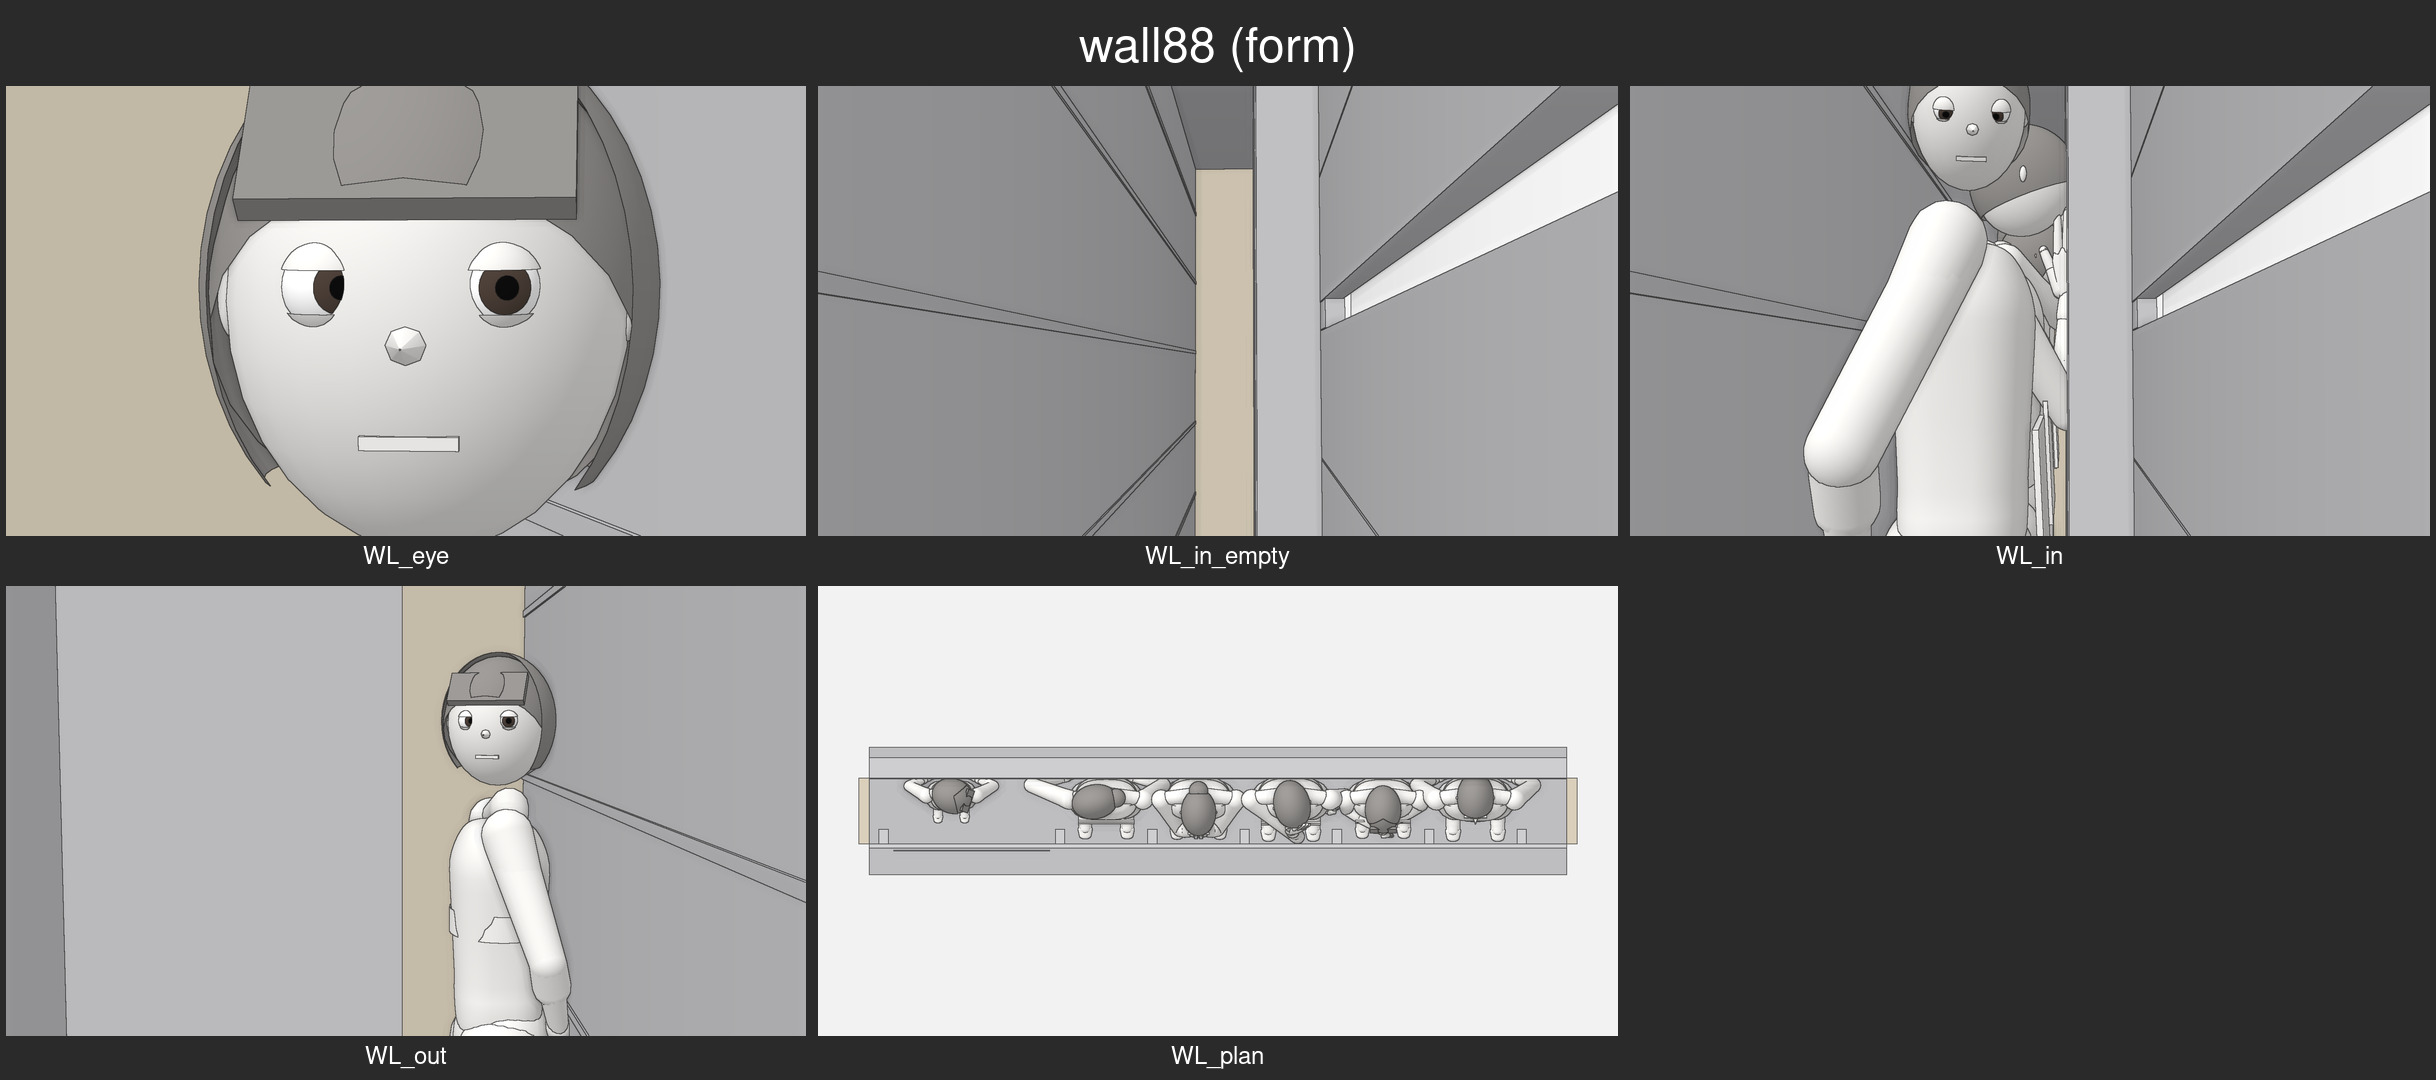 wall88 (form)
WL_eye
WL_in_empty
WL_in
WL_out
WL_plan